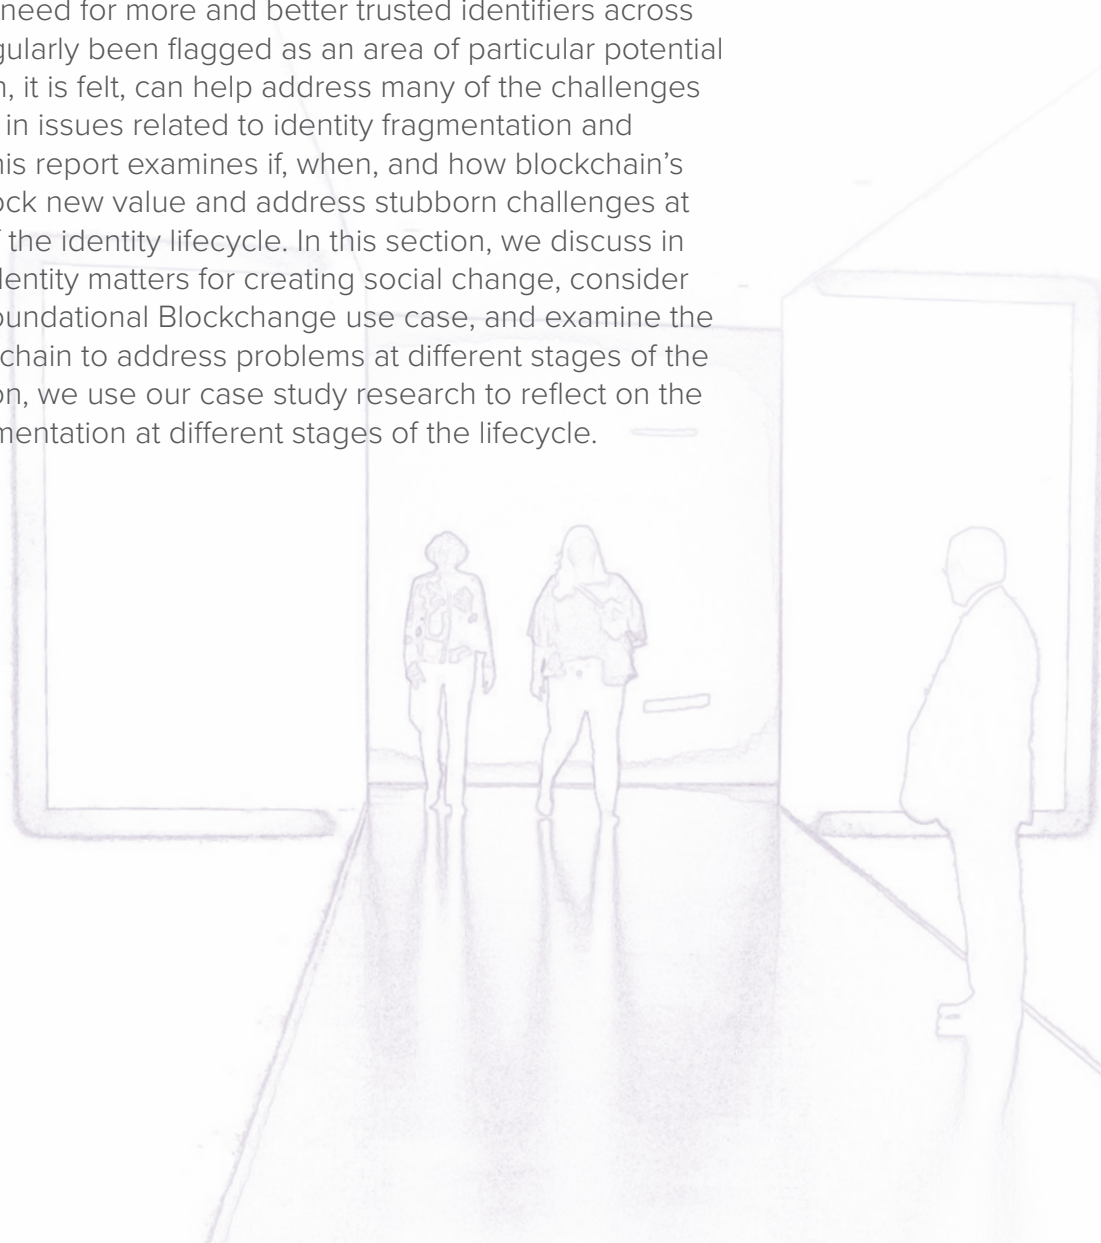 need for more and better trusted identifiers across
gularly been flagged as an area of particular potential
n, it is felt, can help address many of the challenges
in issues related to identity fragmentation and
his report examines if, when, and how blockchain’s
ock new value and address stubborn challenges at
f the identity lifecycle. In this section, we discuss in
dentity matters for creating social change, consider
oundational Blockchange use case, and examine the
chain to address problems at different stages of the
on, we use our case study research to reflect on the
mentation at different stages of the lifecycle.